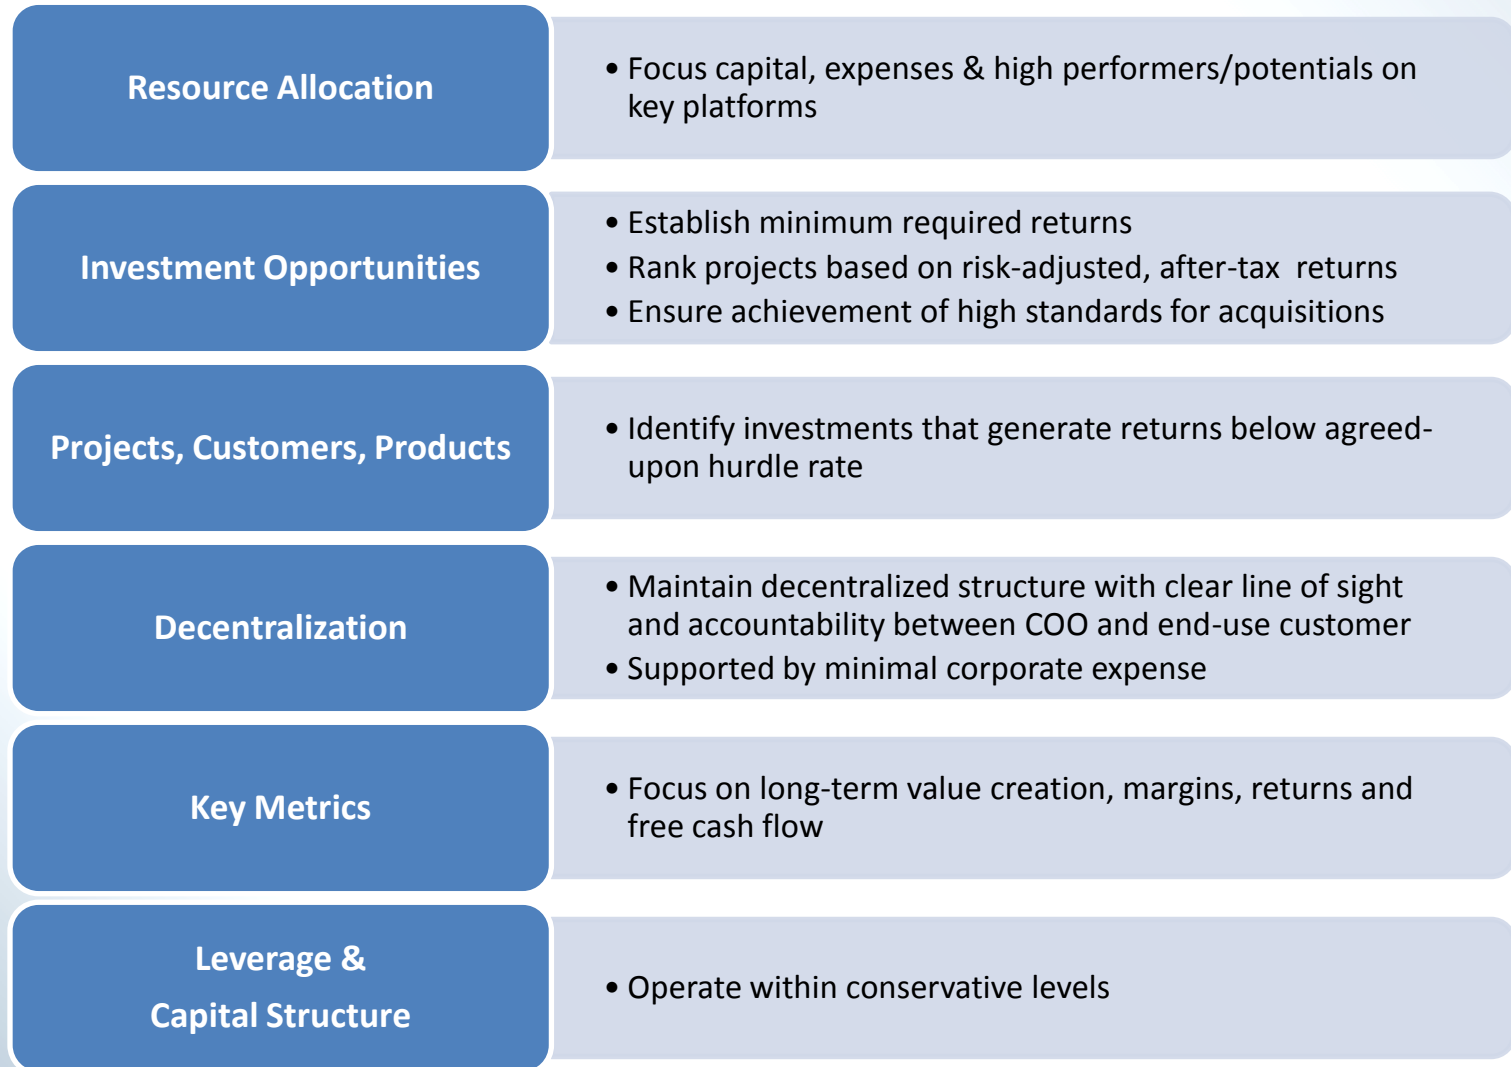 Resource Allocation
• Focus capital, expenses & high performers/potentials on
key platforms
Investment Opportunities
• Establish minimum required returns
• Rank projects based on risk-adjusted, after-tax  returns
• Ensure achievement of high standards for acquisitions
Projects, Customers, Products
• Identify investments that generate returns below agreed-
upon hurdle rate
Decentralization
• Maintain decentralized structure with clear line of sight
and accountability between COO and end-use customer
• Supported by minimal corporate expense
Key Metrics
• Focus on long-term value creation, margins, returns and
free cash flow
Leverage &
Capital Structure
• Operate within conservative levels